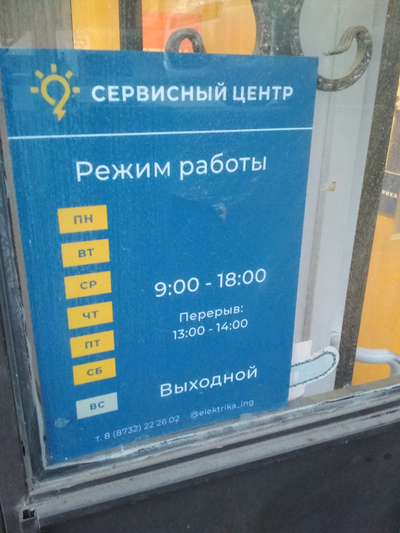 СЕРВИСНЫЙ ЦЕНТР
Режим работы
ПН
ВТ
СР
ЧТ
ПТ
СБ
9:00 - 18:00
Перерыв:
13:00 - 14:00
ВС
Выходной
т. 8 (8732) 22 26 02 @elektrika_ing